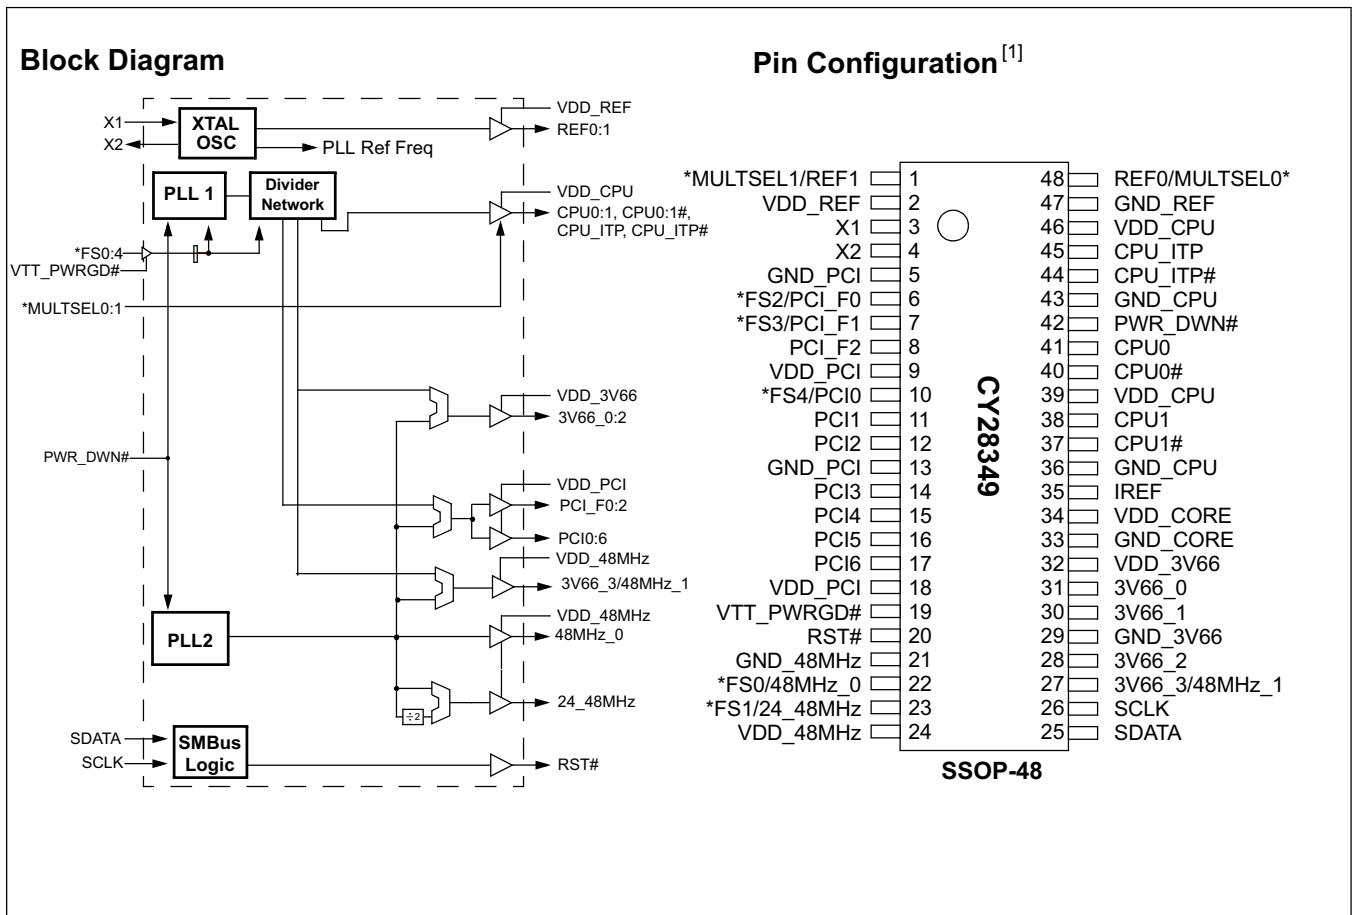 Block Diagram
VDD_REF
X1
XTAL
OSC
REF0:1
X2
PLL Ref Freq
PLL 1
Divider
Network
VDD_CPU
CPU0:1, CPU0:1#,
CPU_ITP, CPU_ITP#
*FS0:4
VTT_PWRGD#
*MULTSEL0:1
VDD_3V66
3V66_0:2
PWR_DWN#
VDD_PCI
PCI_F0:2
PCI0:6
VDD_48MHz
3V66_3/48MHz_1
VDD_48MHz
PLL2
48MHz_0
24_48MHz
÷2
SDATA
SCLK
SMBus
Logic
RST#
Pin Configuration [1]
*MULTSEL1/REF1 1 48 REF0/MULTSEL0*
VDD_REF 2 47 GND_REF
X1 3 46 VDD_CPU
X2 4 45 CPU_ITP
GND_PCI 5 44 CPU_ITP#
*FS2/PCI_F0 6 43 GND_CPU
*FS3/PCI_F1 7 42 PWR_DWN#
PCI_F2 8 41 CPU0
VDD_PCI 9 40 CPU0#
*FS4/PCI0 10 39 VDD_CPU
PCI1 11 38 CPU1
PCI2 12 37 CPU1#
GND_PCI 13 36 GND_CPU
PCI3 14 35 IREF
PCI4 15 34 VDD_CORE
PCI5 16 33 GND_CORE
PCI6 17 32 VDD_3V66
VDD_PCI 18 31 3V66_0
VTT_PWRGD# 19 30 3V66_1
RST# 20 29 GND_3V66
GND_48MHz 21 28 3V66_2
*FS0/48MHz_0 22 27 3V66_3/48MHz_1
*FS1/24_48MHz 23 26 SCLK
VDD_48MHz 24 25 SDATA
CY28349
SSOP-48